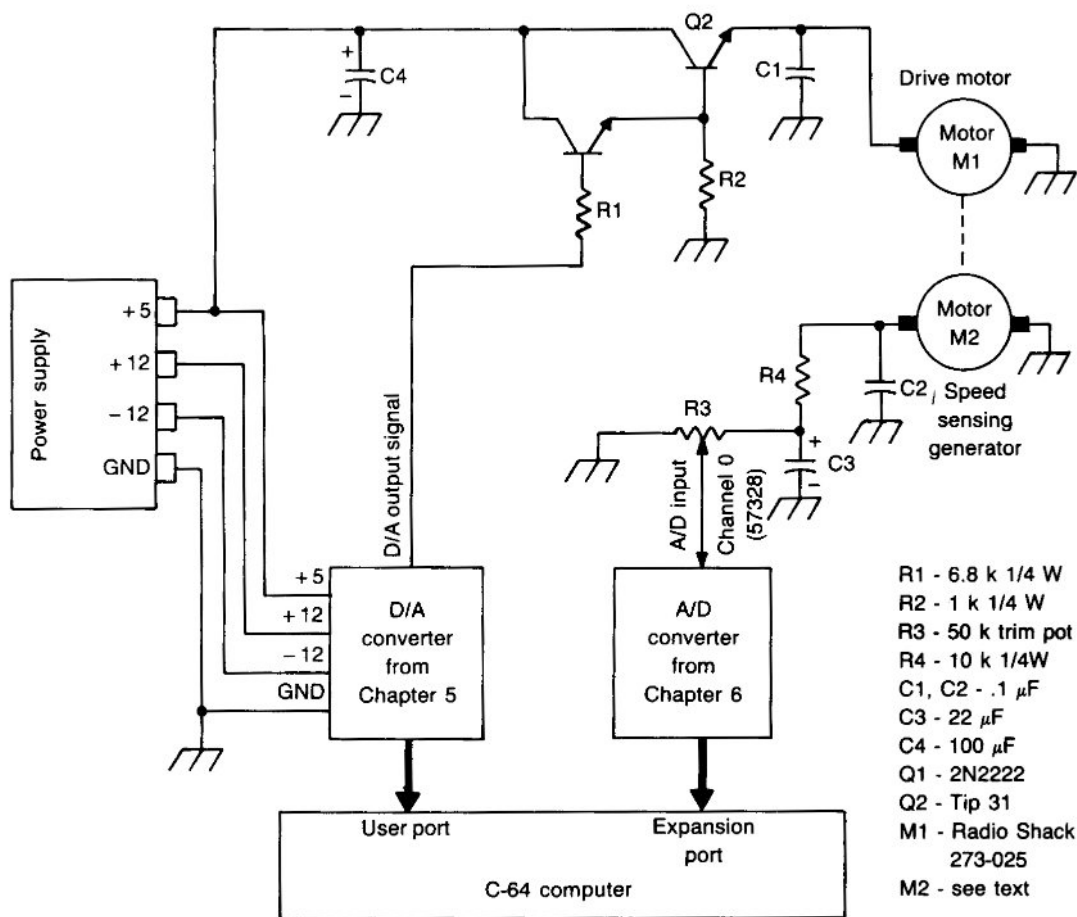 Q2
+
C4
-
C1
Drive motor
Motor
M1
R1
R2
Power supply
+5
+12
-12
GND
Motor
M2
R4
C2
Speed
sensing
generator
R3
+
C3
-
D/A output signal
A/D input
Channel 0
(57328)
+5
+12
-12
GND
D/A
converter
from
Chapter 5
A/D
converter
from
Chapter 6
User port
Expansion
port
C-64 computer
R1 - 6.8 k 1/4 W
R2 - 1 k 1/4 W
R3 - 50 k trim pot
R4 - 10 k 1/4W
C1, C2 - .1 μF
C3 - 22 μF
C4 - 100 μF
Q1 - 2N2222
Q2 - Tip 31
M1 - Radio Shack
273-025
M2 - see text